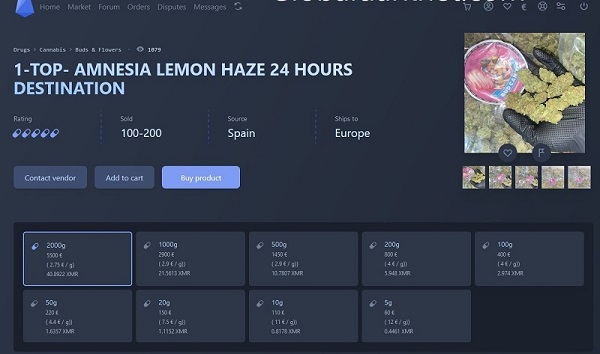 Home Market Forum Orders Disputes Messages
Drugs › Cannabis › Buds & Flowers · 1079
1-TOP- AMNESIA LEMON HAZE 24 HOURS
DESTINATION
Rating Sold Source Ships to
100-200 Spain Europe
Contact vendor Add to cart Buy product
2000g 1000g 500g 200g 100g
5500 € 2900 € 1450 € 800 € 400 €
( 2.75 € / g) ( 2.9 € / g) ( 2.9 € / g) ( 4 € / g) ( 4 € / g)
40.8922 XMR 21.5613 XMR 10.7807 XMR 5.948 XMR 2.974 XMR
50g 20g 10g 5g
220 € 150 € 110 € 60 €
( 4.4 € / g) ( 7.5 € / g) ( 11 € / g) ( 12 € / g)
1.6357 XMR 1.1152 XMR 0.8178 XMR 0.4461 XMR